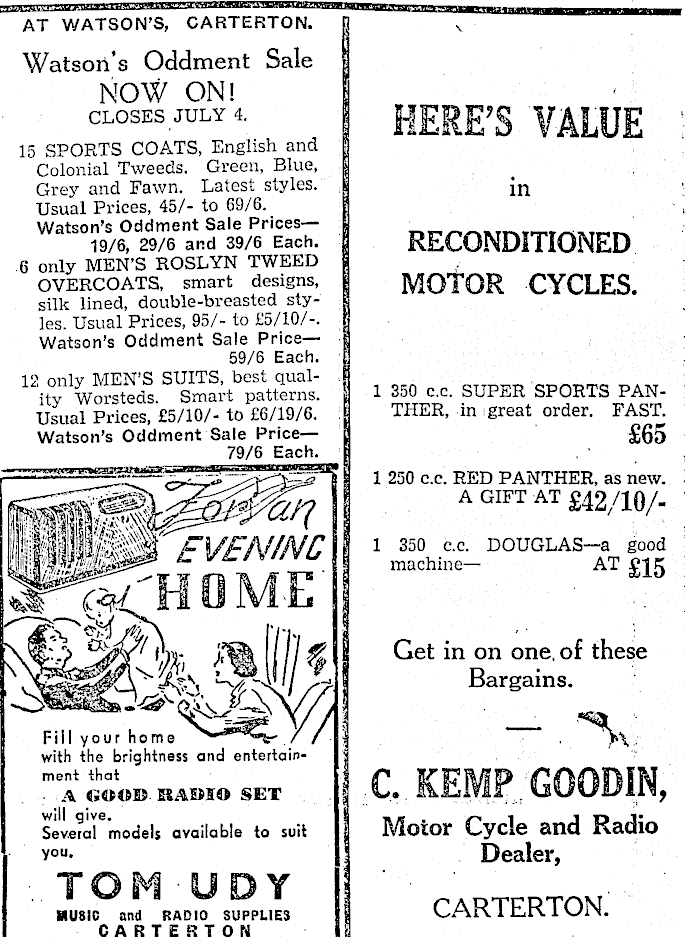 AT WATSON'S, CARTERTON.
Watson's Oddment Sale
NOW ON!
CLOSES JULY 4.
15 SPORTS COATS, English and
Colonial Tweeds. Green, Blue,
Grey and Fawn. Latest styles.
Usual Prices, 45/- to 69/6.
Watson's Oddment Sale Prices—
19/6, 29/6 and 39/6 Each.
6 only MEN'S ROSLYN TWEED
OVERCOATS, smart designs,
silk lined, double-breasted sty-
les. Usual Prices, 95/- to £5/10/-.
Watson's Oddment Sale Price—
59/6 Each.
12 only MEN'S SUITS, best qual-
ity Worsteds. Smart patterns.
Usual Prices, £5/10/- to £6/19/6.
Watson's Oddment Sale Price—
79/6 Each.
For an
EVENING
HOME
Fill your home
with the brightness and entertain-
ment that
A GOOD RADIO SET
will give.
Several models available to suit
you.
TOM UDY
MUSIC and RADIO SUPPLIES
CARTERTON
HERE'S VALUE
in
RECONDITIONED
MOTOR CYCLES.
1 350 c.c. SUPER SPORTS PAN-
THER, in great order. FAST.
£65
1 250 c.c. RED PANTHER, as new.
A GIFT AT £42/10/-
1 350 c.c. DOUGLAS—a good
machine— AT £15
Get in on one of these
Bargains.
C. KEMP GOODIN,
Motor Cycle and Radio
Dealer,
CARTERTON.